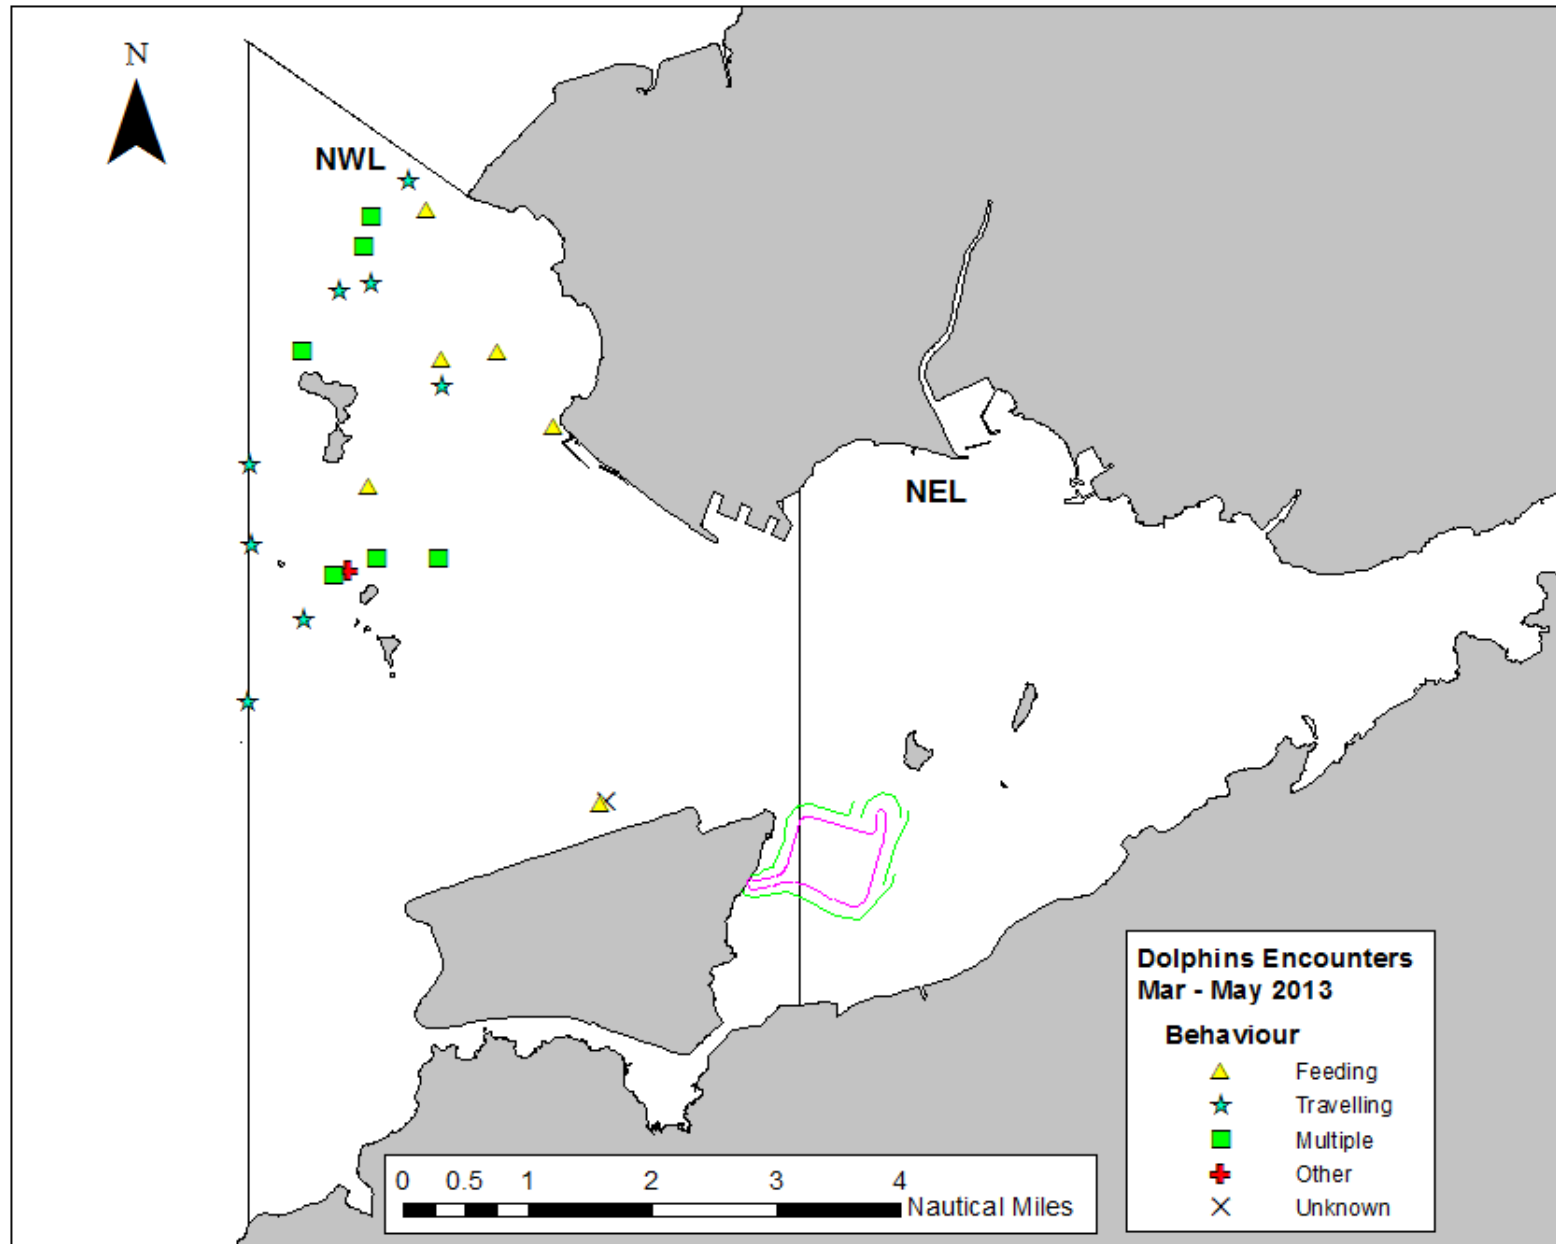 N
NWL
NEL
Dolphins Encounters
Mar - May 2013
Behaviour
Feeding
Travelling
Multiple
Other
Unknown
0 0.5 1 2 3 4
Nautical Miles